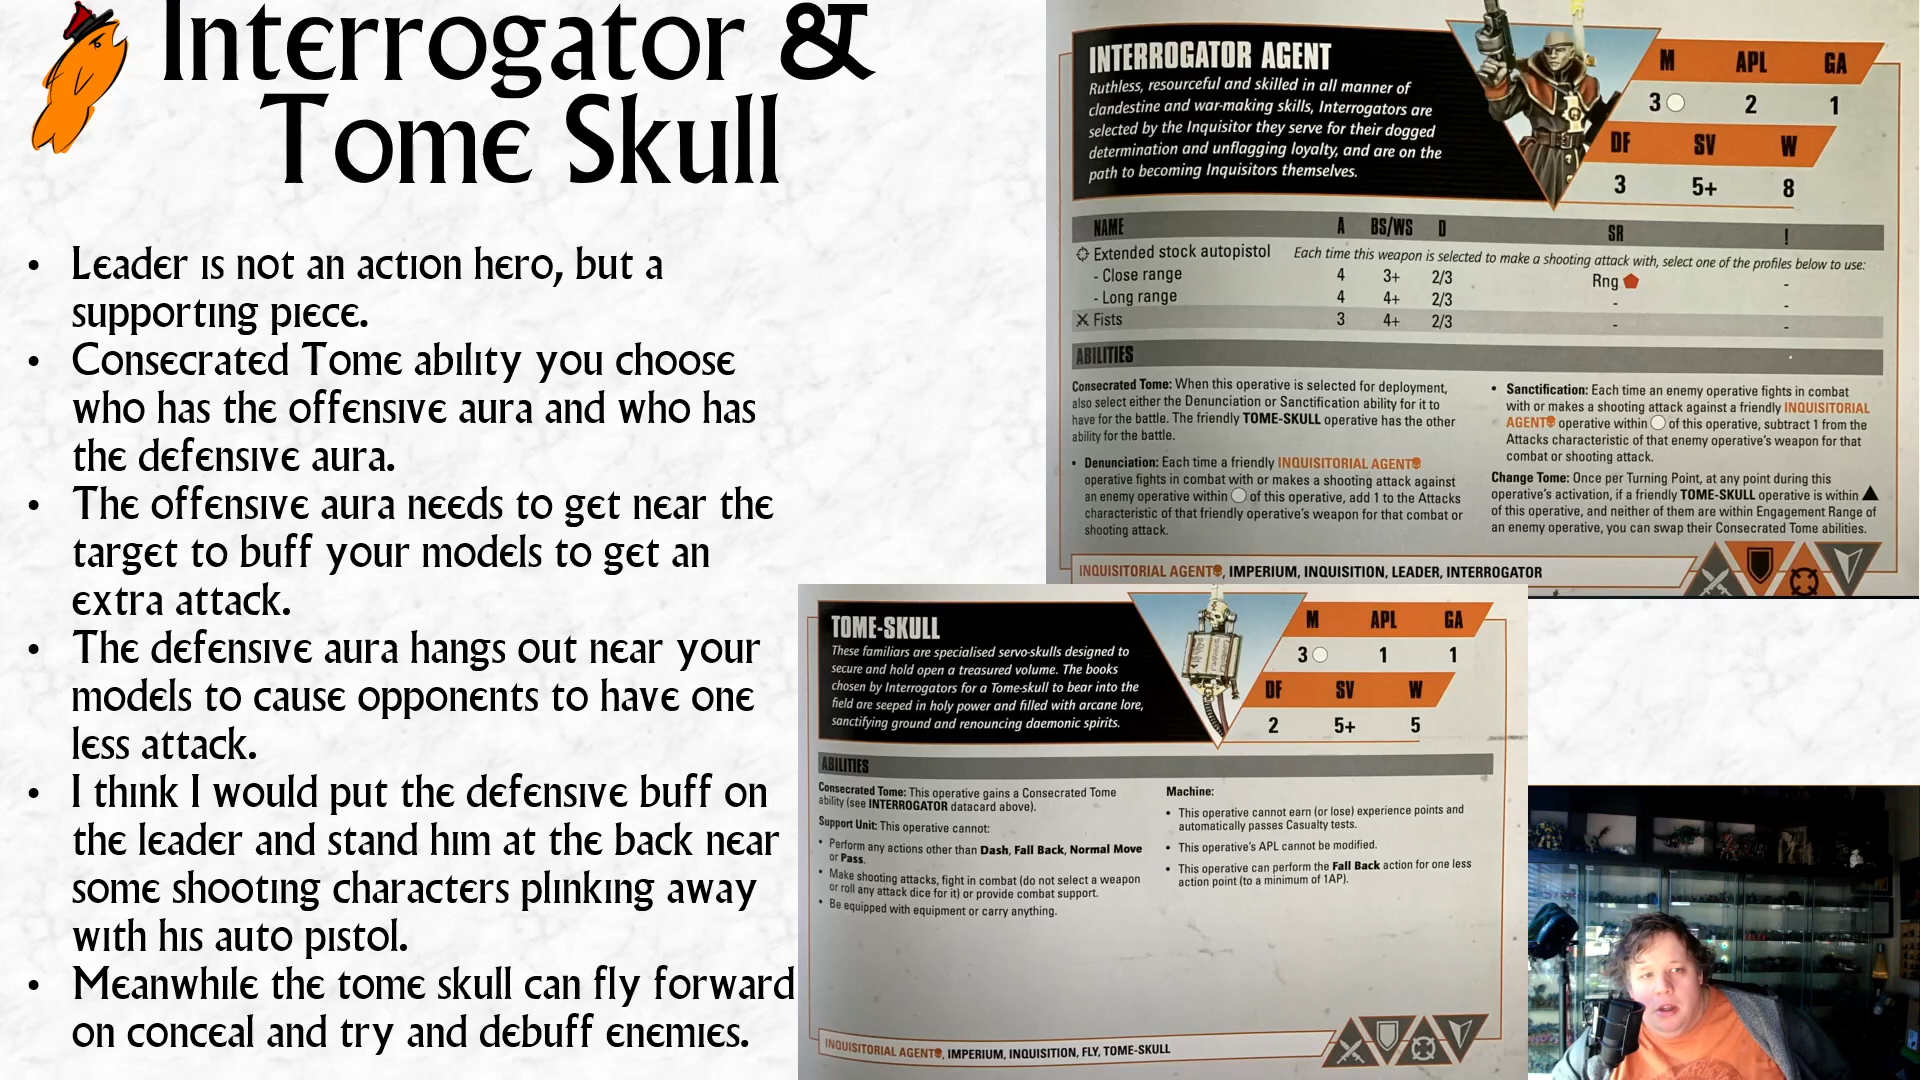 Interrogator &
Tome Skull
• Leader is not an action hero, but a
supporting piece.
• Consecrated Tome ability you choose
who has the offensive aura and who has
the defensive aura.
• The offensive aura needs to get near the
target to buff your models to get an
extra attack.
• The defensive aura hangs out near your
models to cause opponents to have one
less attack.
• I think I would put the defensive buff on
the leader and stand him at the back near
some shooting characters plinking away
with his auto pistol.
• Meanwhile the tome skull can fly forward
on conceal and try and debuff enemies.
INTERROGATOR AGENT
Ruthless, resourceful and skilled in all manner of
clandestine and war-making skills, Interrogators are
selected by the Inquisitor they serve for their dogged
determination and unflagging loyalty, and are on the
path to becoming Inquisitors themselves.
M APL GA
3 2 1
DF SV W
3 5+ 8
NAME A BS/WS D SR !
Extended stock autopistol Each time this weapon is selected to make a shooting attack with, select one of the profiles below to use:
- Close range 4 3+ 2/3 Rng -
- Long range 4 4+ 2/3 - -
Fists 3 4+ 2/3 - -
ABILITIES
Consecrated Tome: When this operative is selected for deployment,
also select either the Denunciation or Sanctification ability for it to
have for the battle. The friendly TOME-SKULL operative has the other
ability for the battle.
• Denunciation: Each time a friendly INQUISITORIAL AGENT
operative fights in combat with or makes a shooting attack against
an enemy operative within of this operative, add 1 to the Attacks
characteristic of that friendly operative's weapon for that combat or
shooting attack.
• Sanctification: Each time an enemy operative fights in combat
with or makes a shooting attack against a friendly INQUISITORIAL
AGENT operative within of this operative, subtract 1 from the
Attacks characteristic of that enemy operative's weapon for that
combat or shooting attack.
Change Tome: Once per Turning Point, at any point during this
operative's activation, if a friendly TOME-SKULL operative is within ▲
of this operative, and neither of them are within Engagement Range of
an enemy operative, you can swap their Consecrated Tome abilities.
INQUISITORIAL AGENT, IMPERIUM, INQUISITION, LEADER, INTERROGATOR
TOME-SKULL
These familiars are specialised servo-skulls designed to
secure and hold open a treasured volume. The books
chosen by Interrogators for a Tome-skull to bear into the
field are seeped in holy power and filled with arcane lore,
sanctifying ground and renouncing daemonic spirits.
M APL GA
3 1 1
DF SV W
2 5+ 5
ABILITIES
Consecrated Tome: This operative gains a Consecrated Tome
ability (see INTERROGATOR datacard above).
Support Unit: This operative cannot:
• Perform any actions other than Dash, Fall Back, Normal Move
or Pass.
• Make shooting attacks, fight in combat (do not select a weapon
or roll any attack dice for it) or provide combat support.
• Be equipped with equipment or carry anything.
Machine:
• This operative cannot earn (or lose) experience points and
automatically passes Casualty tests.
• This operative's APL cannot be modified.
• This operative can perform the Fall Back action for one less
action point (to a minimum of 1AP).
INQUISITORIAL AGENT, IMPERIUM, INQUISITION, FLY, TOME-SKULL